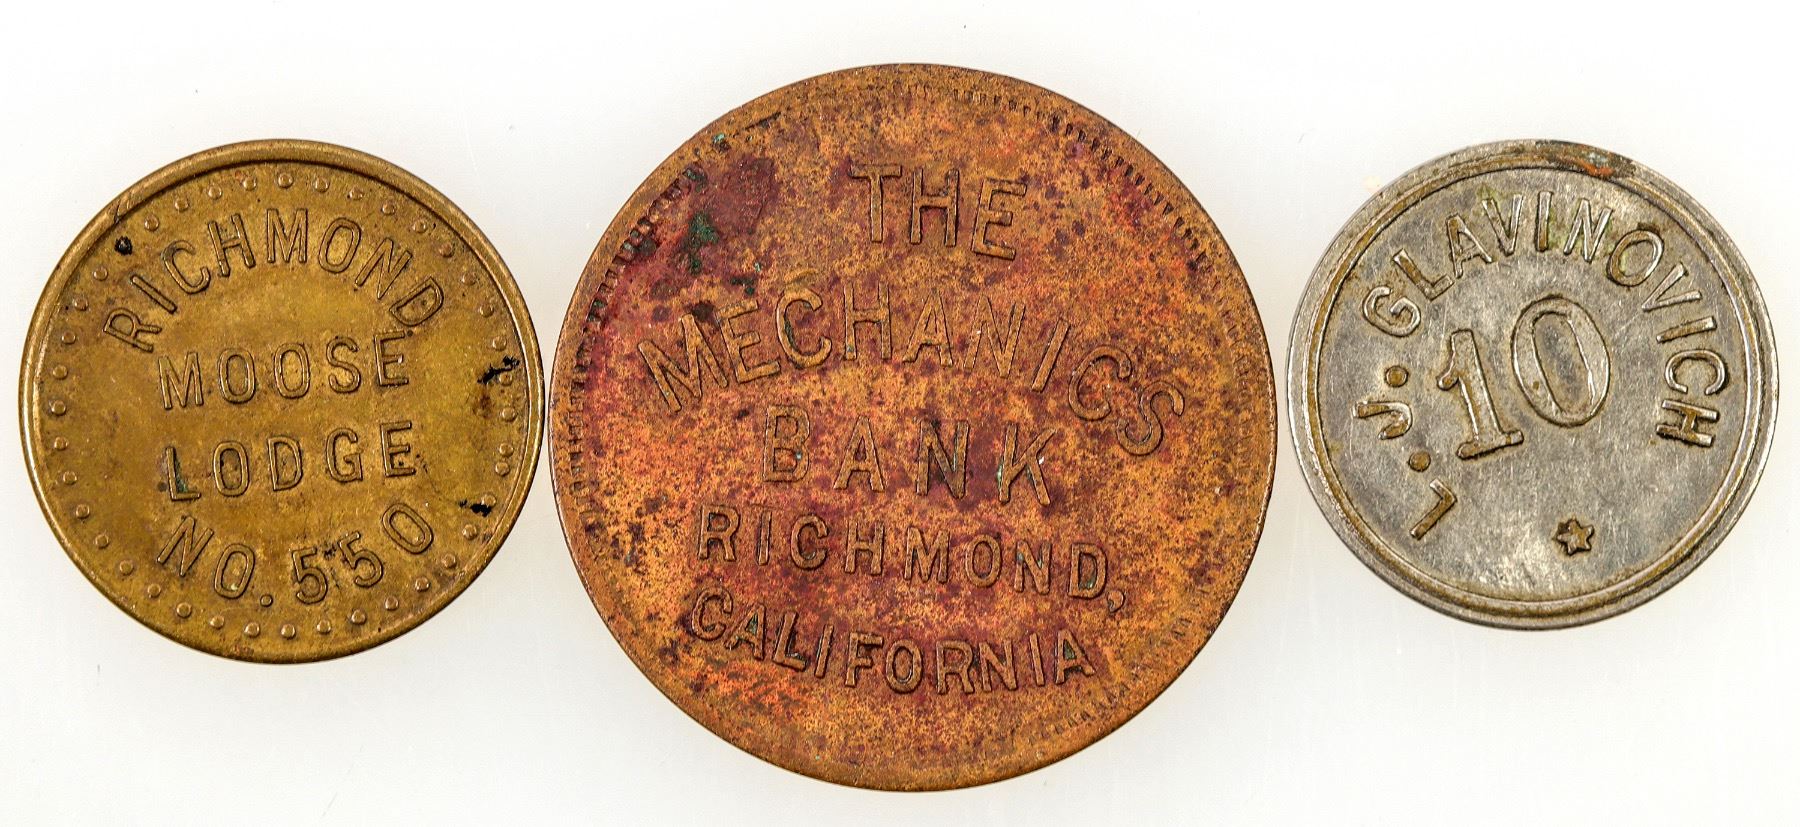 RICHMOND
MOOSE
LODGE
NO. 550
THE
MECHANICS
BANK
RICHMOND,
CALIFORNIA
L.J. GLAVINOVICH
10